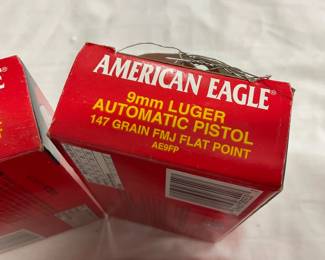 AMERICAN EAGLE®
9mm LUGER
AUTOMATIC PISTOL
147 GRAIN FMJ FLAT POINT
AE9FP